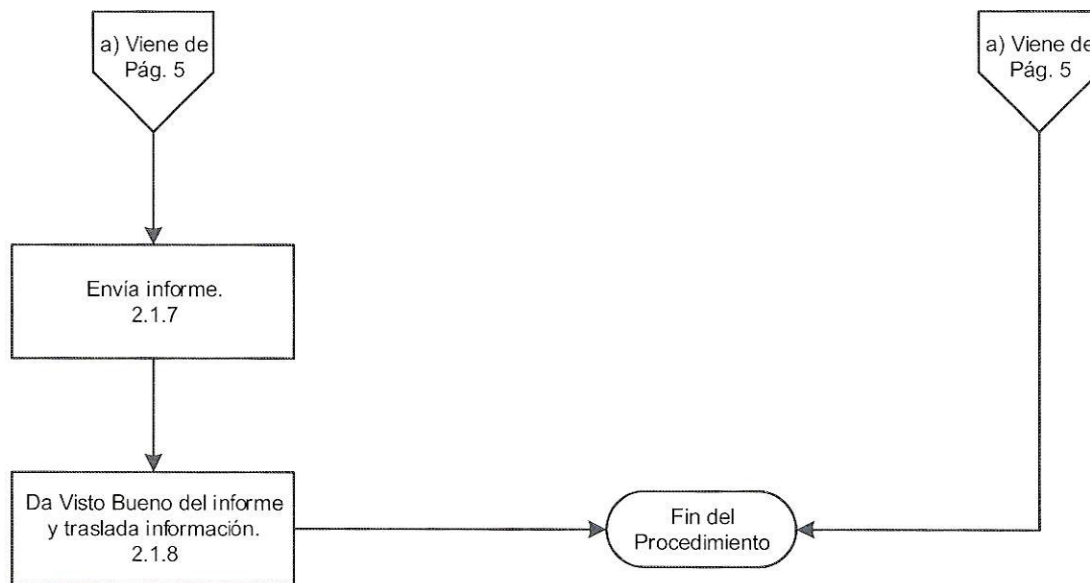 a) Viene de
Pág. 5
a) Viene de
Pág. 5
Envía informe.
2.1.7
Da Visto Bueno del informe
y traslada información.
2.1.8
Fin del
Procedimiento